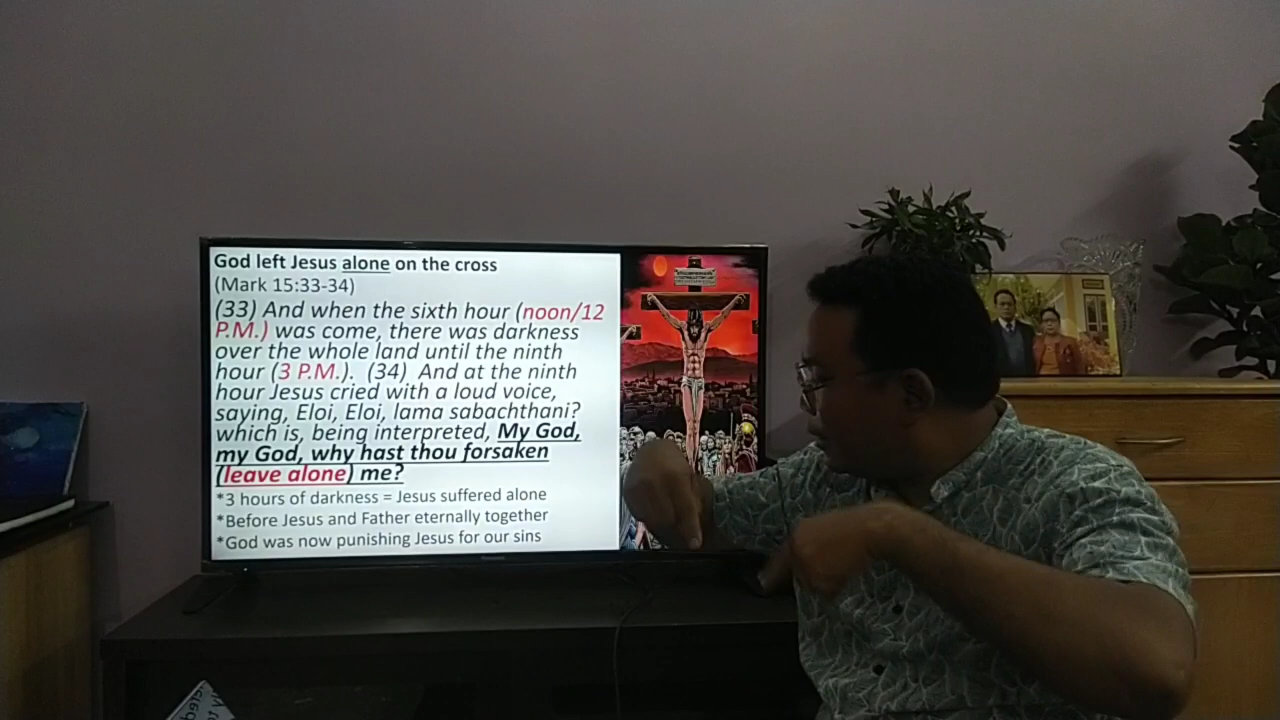 God left Jesus alone on the cross
(Mark 15:33-34)
(33) And when the sixth hour (noon/12
P.M.) was come, there was darkness
over the whole land until the ninth
hour (3 P.M.).  (34)  And at the ninth
hour Jesus cried with a loud voice,
saying, Eloi, Eloi, lama sabachthani?
which is, being interpreted, My God,
my God, why hast thou forsaken
(leave alone) me?
*3 hours of darkness = Jesus suffered alone
*Before Jesus and Father eternally together
*God was now punishing Jesus for our sins